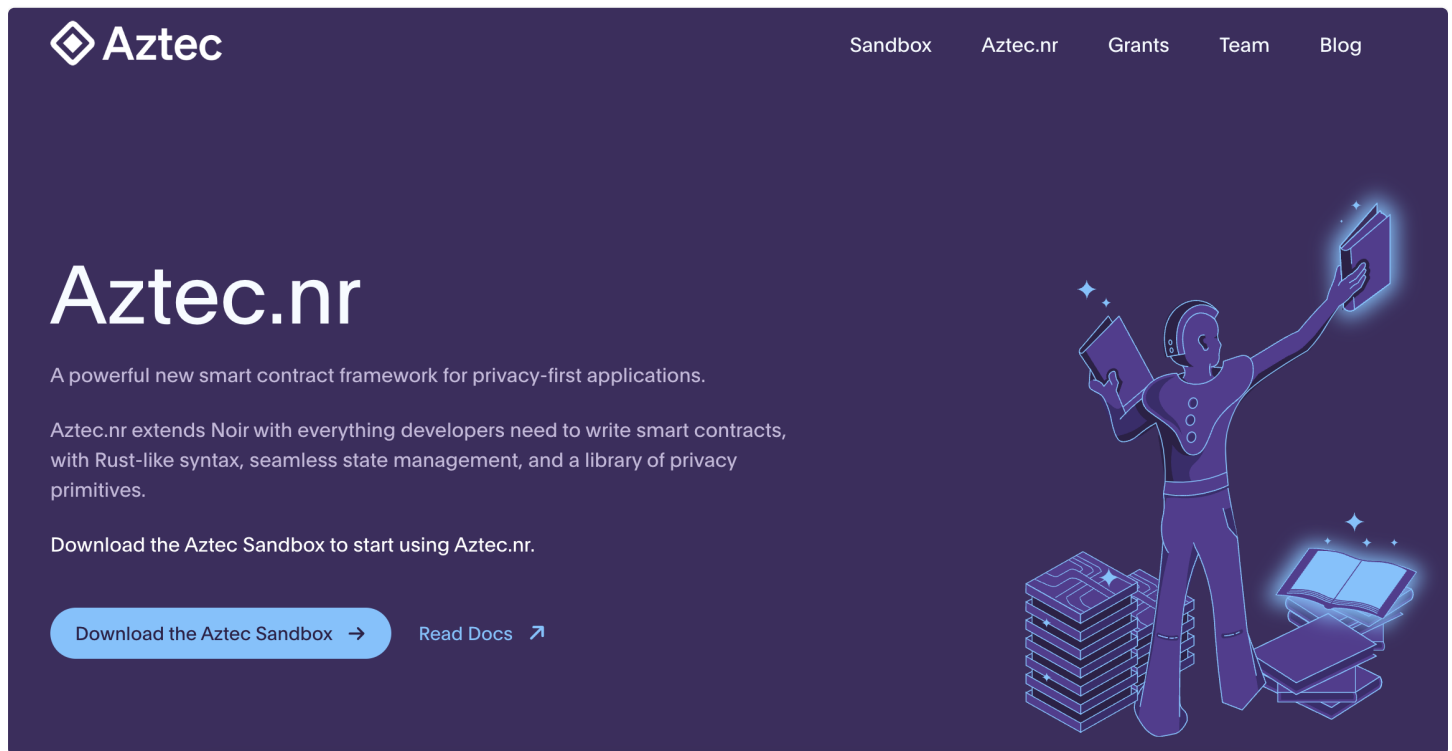 Aztec
Sandbox
Aztec.nr
Grants
Team
Blog
Aztec.nr
A powerful new smart contract framework for privacy-first applications.
Aztec.nr extends Noir with everything developers need to write smart contracts,
with Rust-like syntax, seamless state management, and a library of privacy
primitives.
Download the Aztec Sandbox to start using Aztec.nr.
Download the Aztec Sandbox →
Read Docs ↗